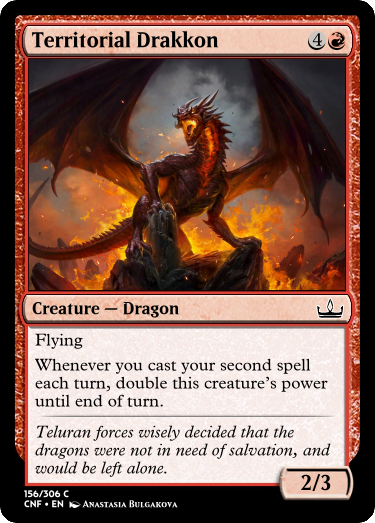 Territorial Drakkon 4
Creature — Dragon
Flying
Whenever you cast your second spell
each turn, double this creature's power
until end of turn.
Teluran forces wisely decided that the
dragons were not in need of salvation, and
would be left alone.
2/3
156/306 C
CNF • EN Anastasia Bulgakova